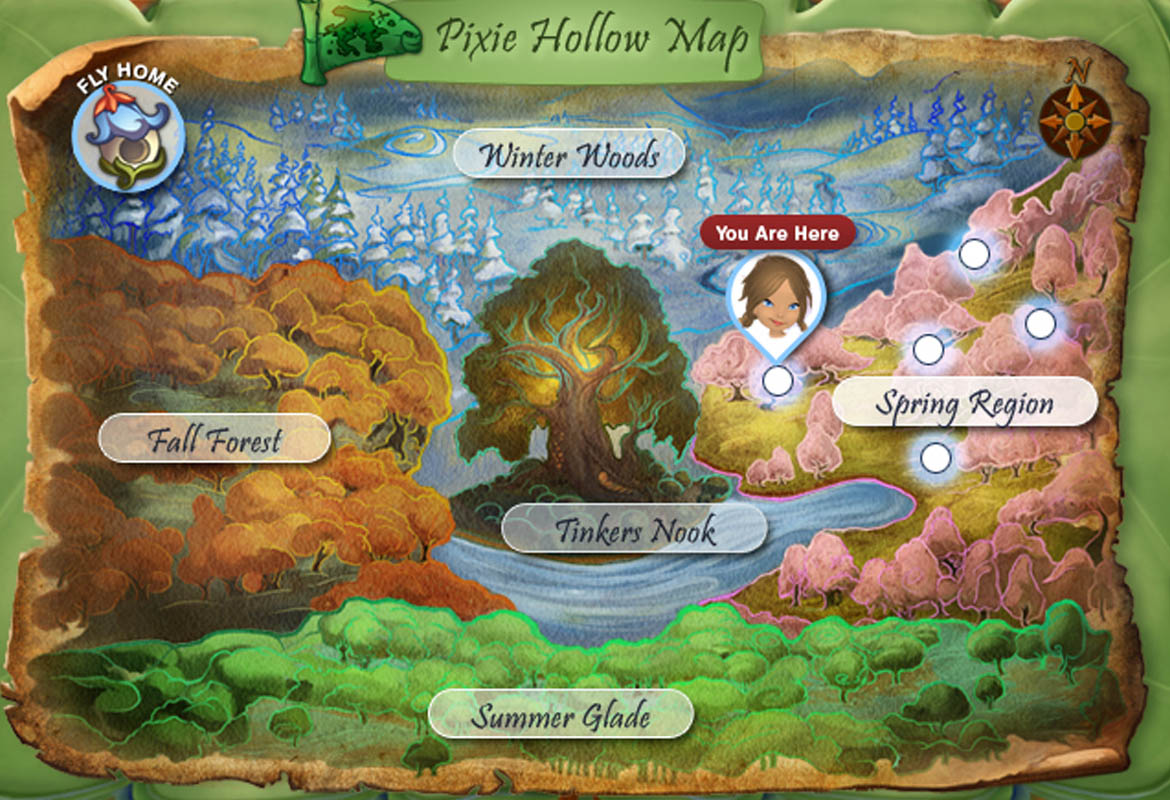 Pixie Hollow Map
FLY HOME
N
Winter Woods
You Are Here
Spring Region
Fall Forest
Tinkers Nook
Summer Glade